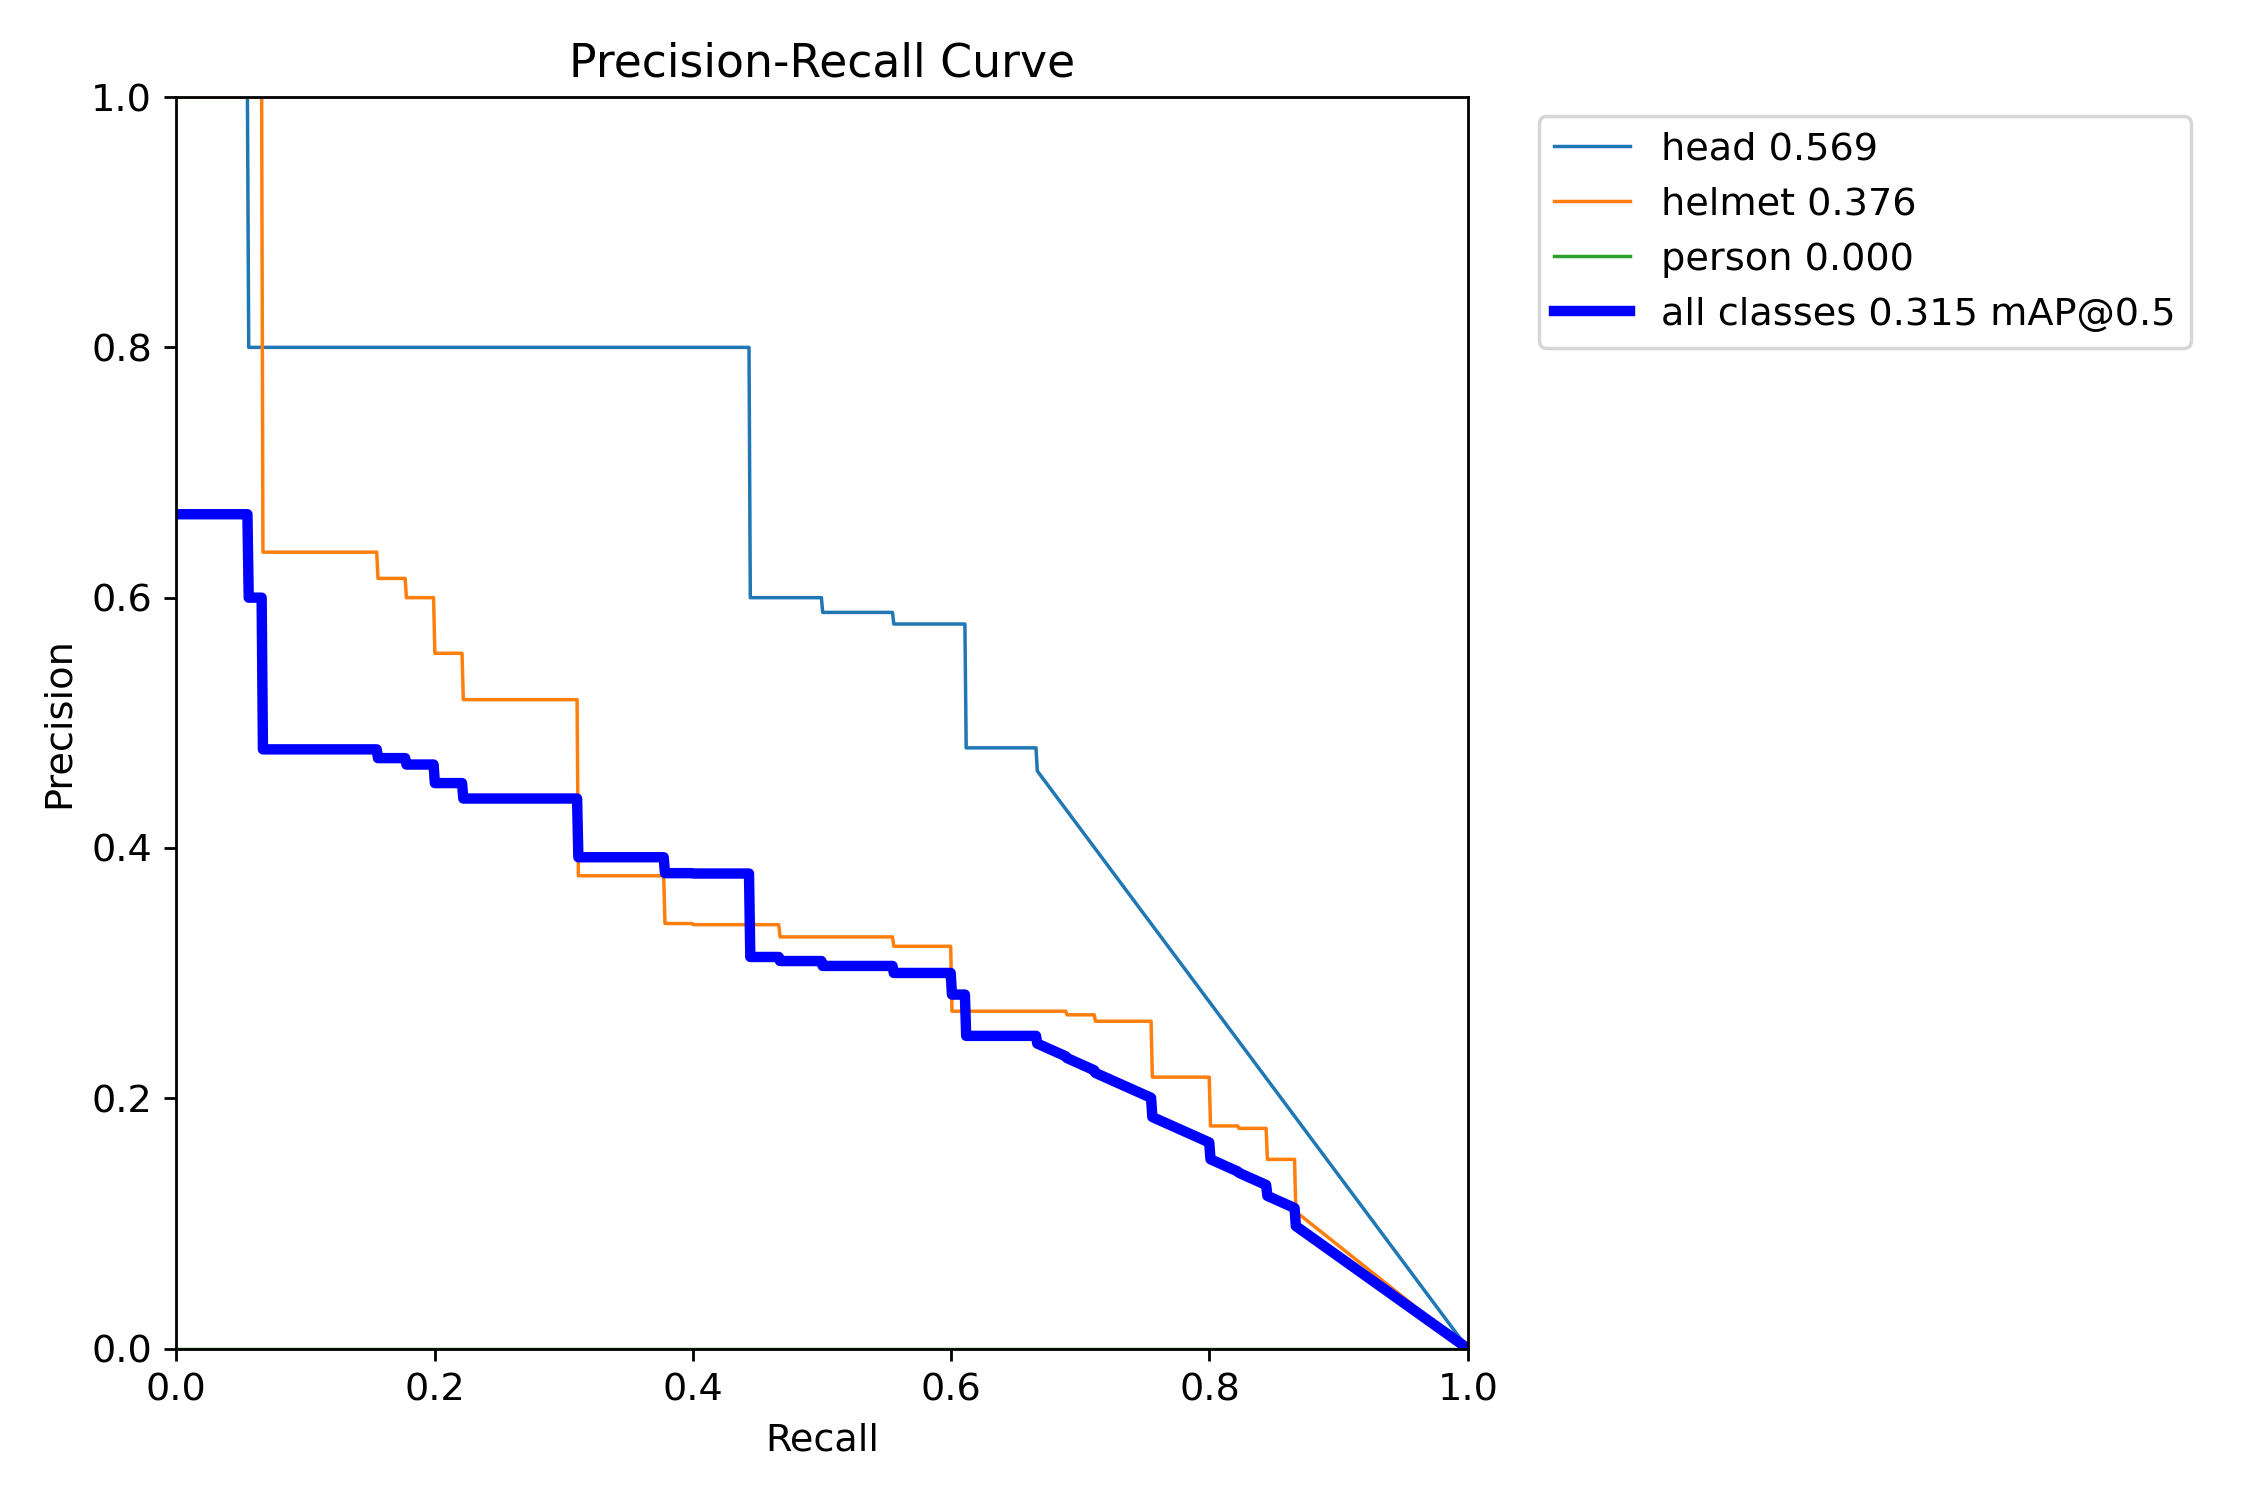 Precision-Recall Curve
1.0
0.8
0.6
0.4
0.2
0.0
Precision
0.0 0.2 0.4 0.6 0.8 1.0
Recall
head 0.569
helmet 0.376
person 0.000
all classes 0.315 mAP@0.5